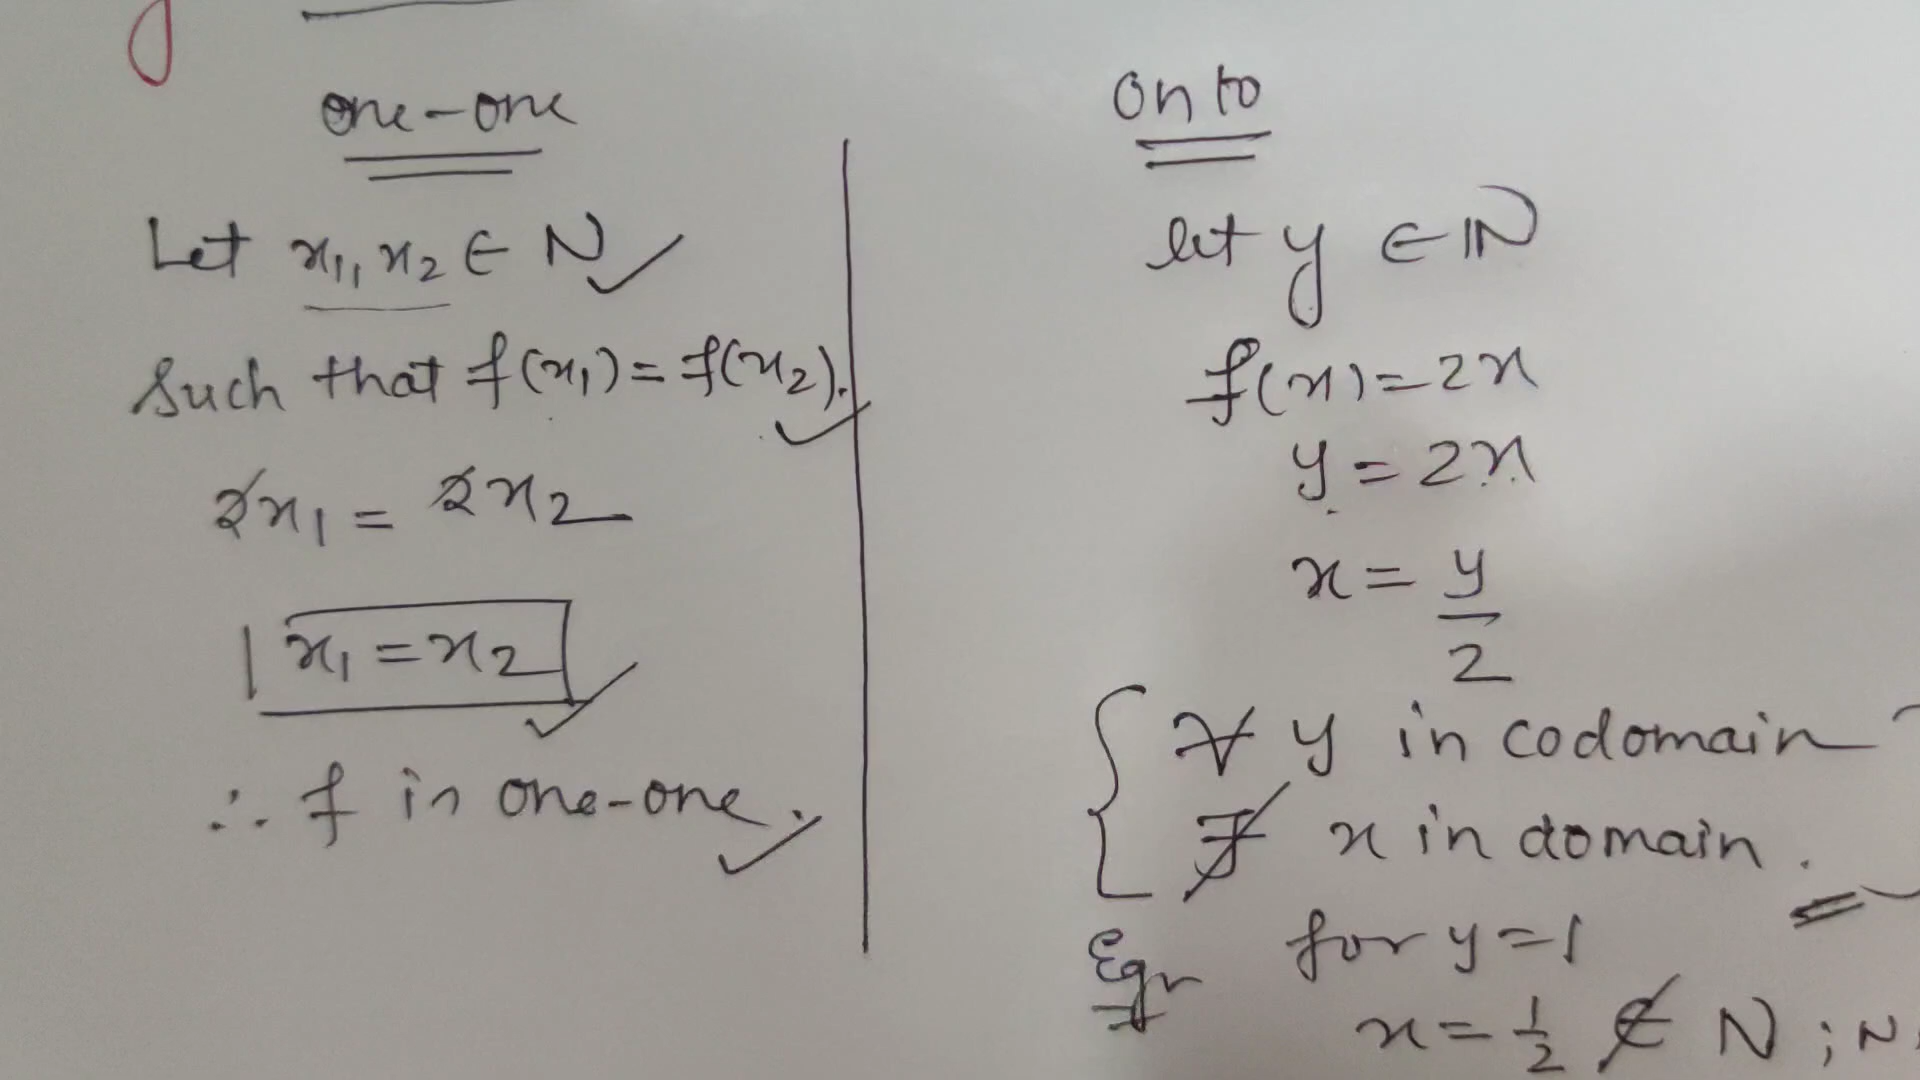 one-one
Let x₁, x₂ ∈ N
Such that f(x₁) = f(x₂).
2x₁ = 2x₂
x₁ = x₂
∴ f is one-one.
Onto
let y ∈ IN
f(x) = 2x
y = 2x
x = y/2
∀ y in codomain
∄ x in domain.
Eg for y = 1
x = 1/2 ∉ N ; N